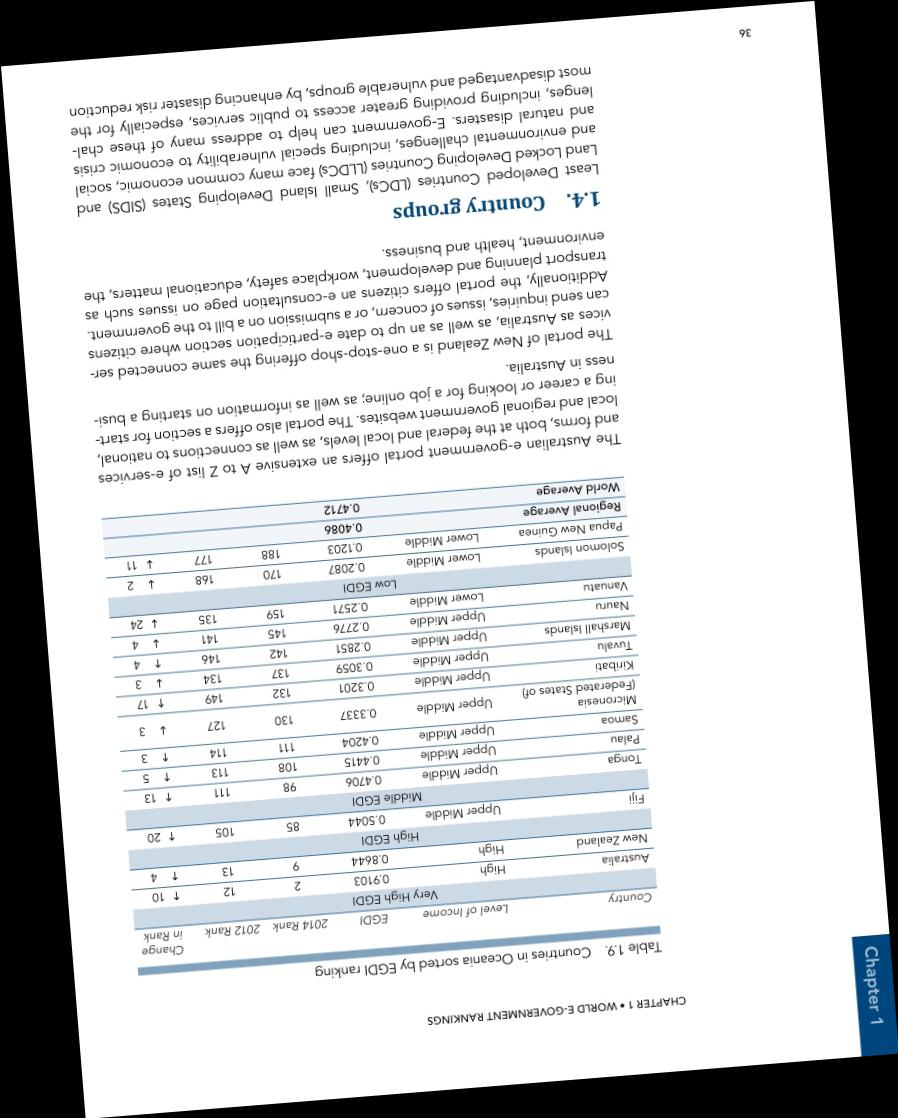 Chapter 1
CHAPTER 1 • WORLD E-GOVERNMENT RANKINGS
Table 1.9. Countries in Oceania sorted by EGDI ranking
Country Level of Income EGDI 2014 Rank 2012 Rank Change in Rank
Very High EGDI
Australia High 0.9103 2 12 ↑ 10
New Zealand High 0.8644 9 13 ↑ 4
High EGDI
Fiji Upper Middle 0.5044 85 105 ↑ 20
Middle EGDI
Tonga Upper Middle 0.4706 98 111 ↑ 13
Palau Upper Middle 0.4415 108 113 ↑ 5
Samoa Upper Middle 0.4204 111 114 ↑ 3
Micronesia
(Federated States of) Upper Middle 0.3337 130 127 ↓ 3
Kiribati Upper Middle 0.3201 132 149 ↑ 17
Tuvalu Upper Middle 0.3059 137 134 ↓ 3
Marshall Islands Upper Middle 0.2851 142 146 ↑ 4
Nauru Upper Middle 0.2776 145 141 ↓ 4
Vanuatu Lower Middle 0.2571 159 135 ↓ 24
Low EGDI
Solomon Islands Lower Middle 0.2087 170 168 ↓ 2
Papua New Guinea Lower Middle 0.1203 188 177 ↓ 11
Regional Average 0.4086
World Average 0.4712
The Australian e-government portal offers an extensive A to Z list of e-services
and forms, both at the federal and local levels, as well as connections to national,
local and regional government websites. The portal also offers a section for start-
ing a career or looking for a job online; as well as information on starting a busi-
ness in Australia.
The portal of New Zealand is a one-stop-shop offering the same connected ser-
vices as Australia, as well as an up to date e-participation section where citizens
can send inquiries, issues of concern, or a submission on a bill to the government.
Additionally, the portal offers citizens an e-consultation page on issues such as
transport planning and development, workplace safety, educational matters, the
environment, health and business.
1.4. Country groups
Least Developed Countries (LDCs), Small Island Developing States (SIDS) and
Land Locked Developing Countries (LLDCs) face many common economic, social
and environmental challenges, including special vulnerability to economic crisis
and natural disasters. E-government can help to address many of these chal-
lenges, including providing greater access to public services, especially for the
most disadvantaged and vulnerable groups, by enhancing disaster risk reduction
36